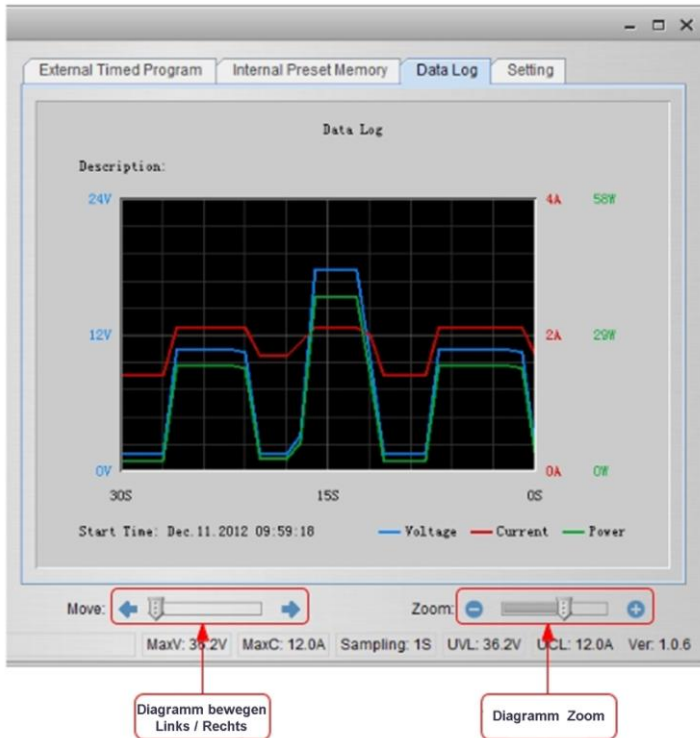 External Timed Program Internal Preset Memory Data Log Setting
Data Log
Description:
24V 4A 58W
12V 2A 29W
0V 0A 0W
30S 15S 0S
Start Time: Dec.11.2012 09:59:18 Voltage Current Power
Move: Zoom:
MaxV: 36.2V MaxC: 12.0A Sampling: 1S UVL: 36.2V UCL: 12.0A Ver: 1.0.6
Diagramm bewegen
Links / Rechts
Diagramm Zoom